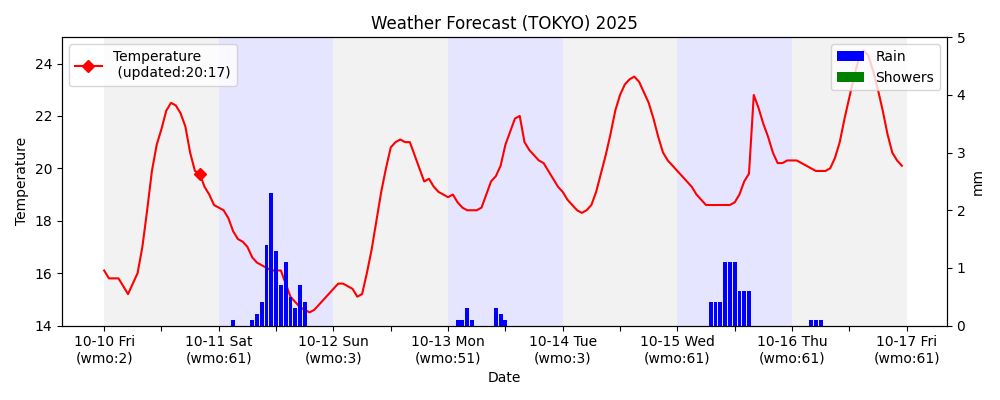 Weather Forecast (TOKYO) 2025
Temperature
(updated:20:17)
Rain
Showers
24
22
20
18
16
14
Temperature
5
4
3
2
1
0
mm
10-10 Fri
(wmo:2)
10-11 Sat
(wmo:61)
10-12 Sun
(wmo:3)
10-13 Mon
(wmo:51)
10-14 Tue
(wmo:3)
10-15 Wed
(wmo:61)
10-16 Thu
(wmo:61)
10-17 Fri
(wmo:61)
Date